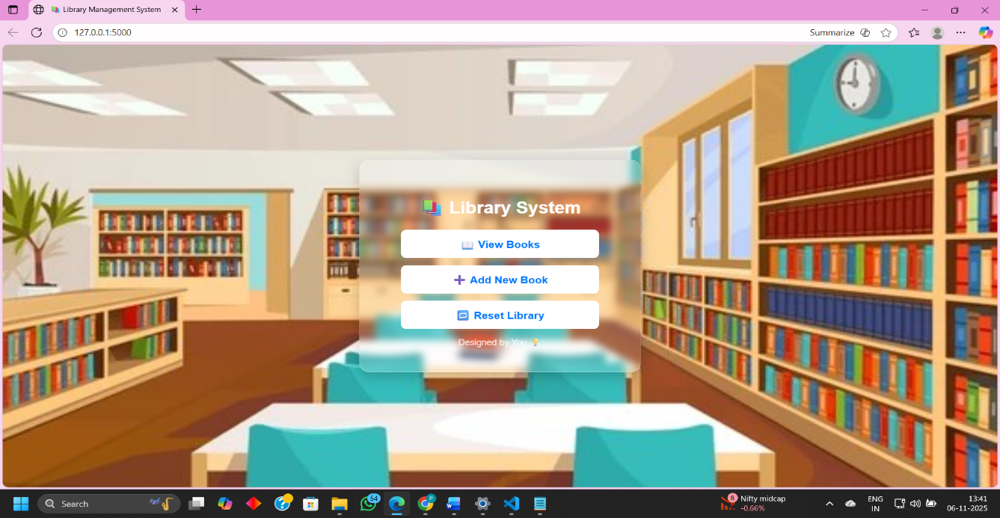 📚 Library Management System
127.0.0.1:5000
Summarize
📚 Library System
📖 View Books
➕ Add New Book
🔁 Reset Library
Designed by You 💡
Search
54
P
8
Nifty midcap
-0.66%
ENG
IN
13:41
06-11-2025